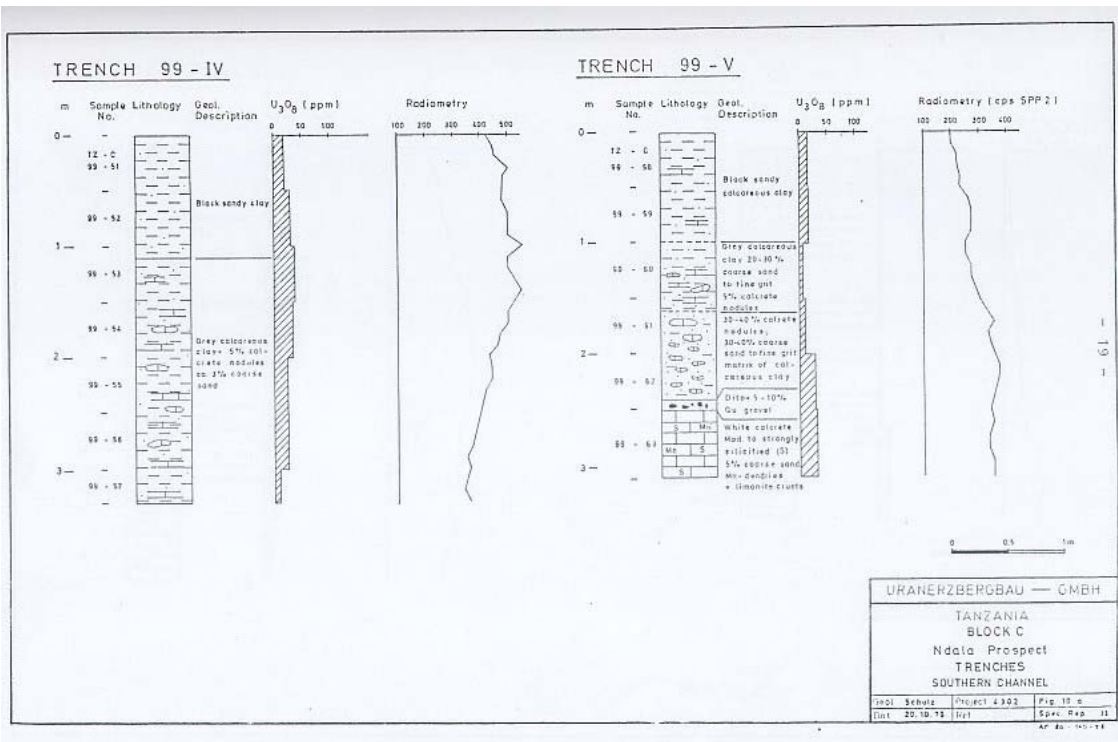 TRENCH 99 - IV
m
Sample No.
Lithology
Geol. Description
U3O8 (ppm)
0 50 100
Radiometry
100 200 300 400 500
0
TZ - C
99 - 51
99 - 52
1
99 - 53
99 - 54
2
99 - 55
99 - 56
3
99 - 57
Black sandy clay
Grey calcareous
clay+ 5% cal-
crete nodules
ca. 3% coarse
sand
TRENCH 99 - V
m
Sample No.
Lithology
Geol. Description
U3O8 (ppm)
0 50 100
Radiometry (cps SPP2)
100 200 300 400
0
TZ - C
99 - 58
99 - 59
1
99 - 60
99 - 61
2
99 - 62
99 - 63
3
Black sandy
calcareous clay
Grey calcareous
clay 20-30%
coarse sand
to fine grit
5% calcrete
nodules
30-40% calcrete
nodules,
30-40% coarse
sand to fine grit
matrix of cal-
careous clay
Ditto+ 5-10%
Qu gravel
White calcrete
Mod. to strongly
silicified (S)
5% coarse sand
Mn-dendries
+ limonite crusts
S Mn
Mn S
S
- 19 -
0 0.5 1m
URANERZBERGBAU — GMBH
TANZANIA
BLOCK C
Ndala Prospect
TRENCHES
SOUTHERN CHANNEL
Geol Schulz Project 4302 Fig. 10
Dat 20.10.79 Ref Spec Rep II